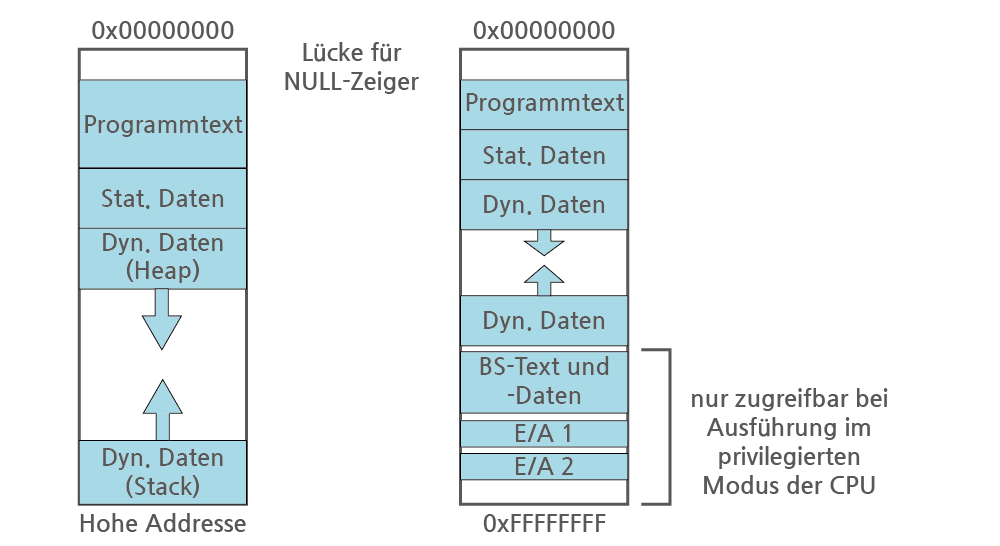 0x00000000
Programmtext
Stat. Daten
Dyn. Daten
(Heap)
Dyn. Daten
(Stack)
Hohe Addresse
Lücke für
NULL-Zeiger
0x00000000
Programmtext
Stat. Daten
Dyn. Daten
Dyn. Daten
BS-Text und
-Daten
E/A 1
E/A 2
0xFFFFFFFF
nur zugreifbar bei
Ausführung im
privilegierten
Modus der CPU